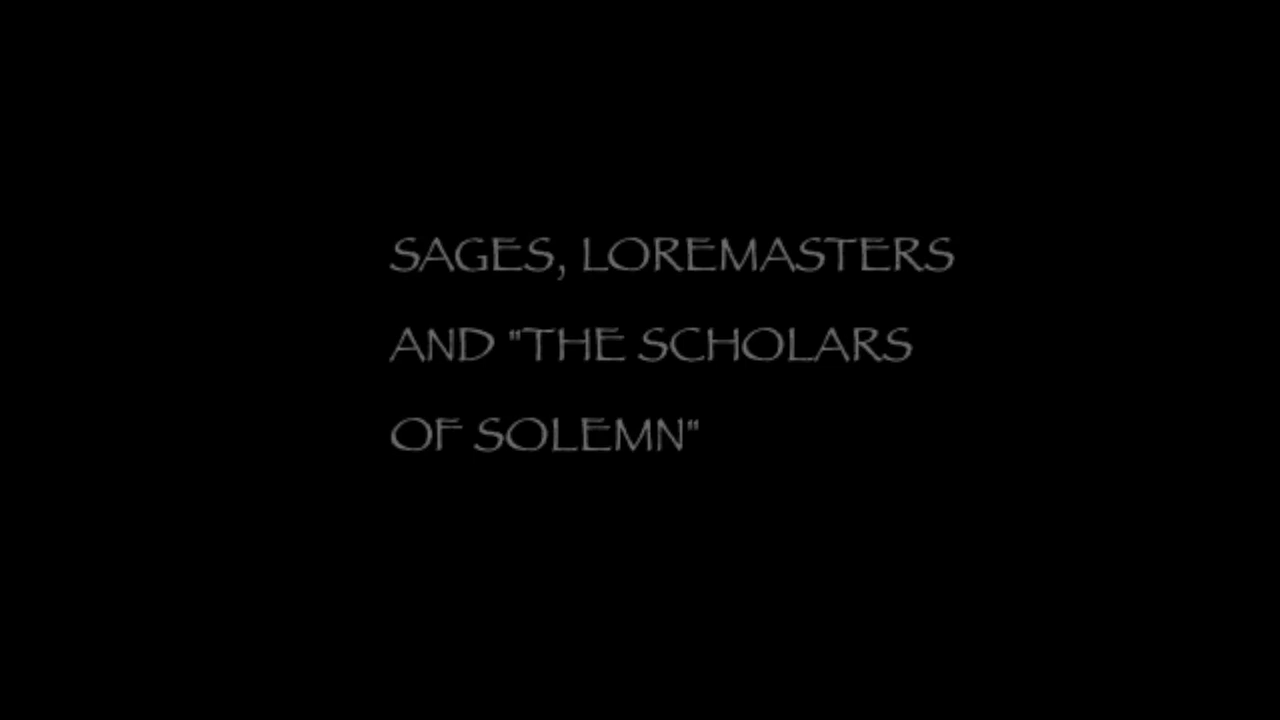 SAGES, LOREMASTERS
AND "THE SCHOLARS
OF SOLEMN"